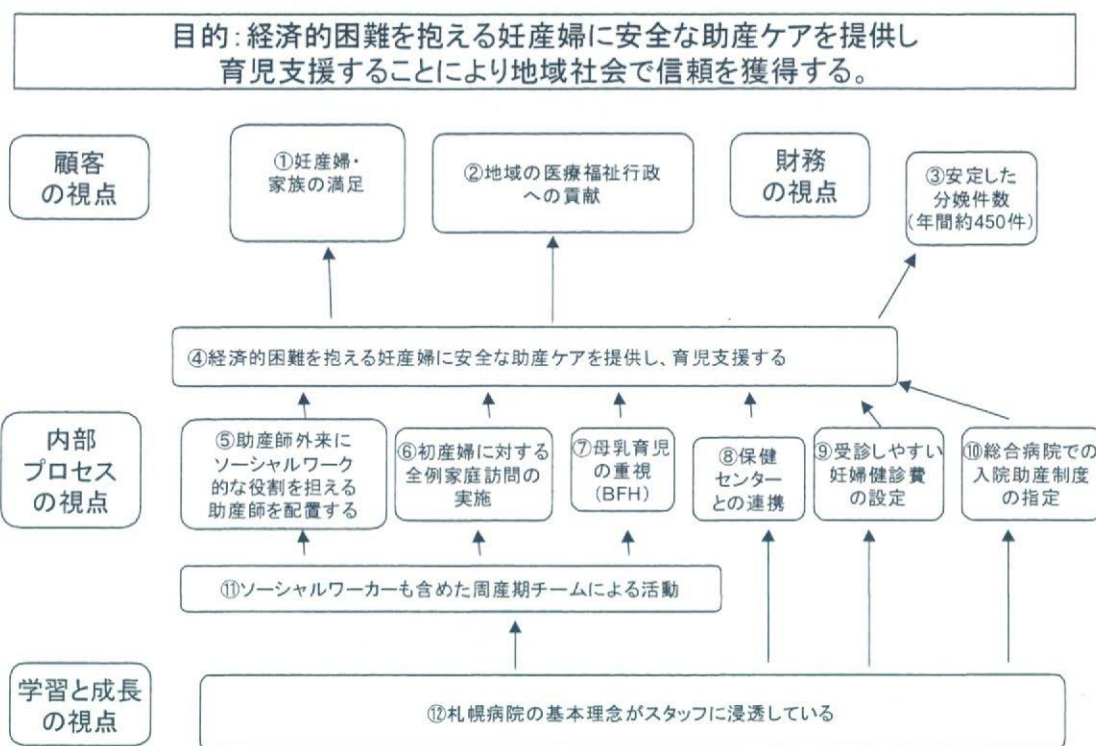 目的：経済的困難を抱える妊産婦に安全な助産ケアを提供し
育児支援することにより地域社会で信頼を獲得する。
顧客
の視点
①妊産婦・
家族の満足
②地域の医療福祉行政
への貢献
財務
の視点
③安定した
分娩件数
(年間約450件)
④経済的困難を抱える妊産婦に安全な助産ケアを提供し、育児支援する
内部
プロセス
の視点
⑤助産師外来に
ソーシャルワーク
的な役割を担える
助産師を配置する
⑥初産婦に対する
全例家庭訪問の
実施
⑦母乳育児
の重視
(BFH)
⑧保健
センター
との連携
⑨受診しやすい
妊婦健診費
の設定
⑩総合病院での
入院助産制度
の指定
⑪ソーシャルワーカーも含めた周産期チームによる活動
学習と成長
の視点
⑫札幌病院の基本理念がスタッフに浸透している